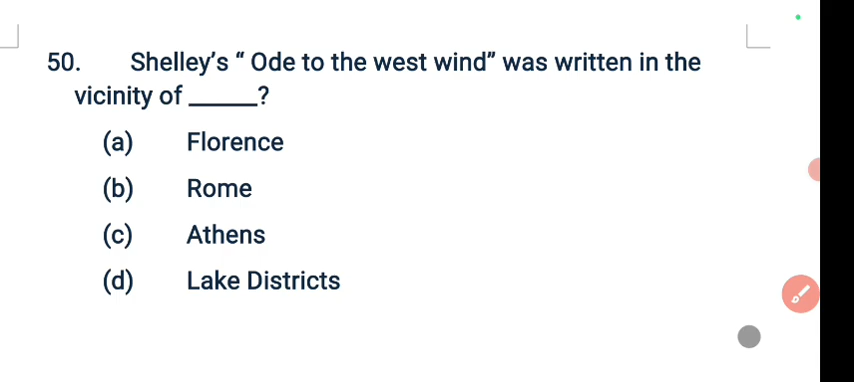 50. Shelley’s “ Ode to the west wind” was written in the
vicinity of ______?
(a) Florence
(b) Rome
(c) Athens
(d) Lake Districts